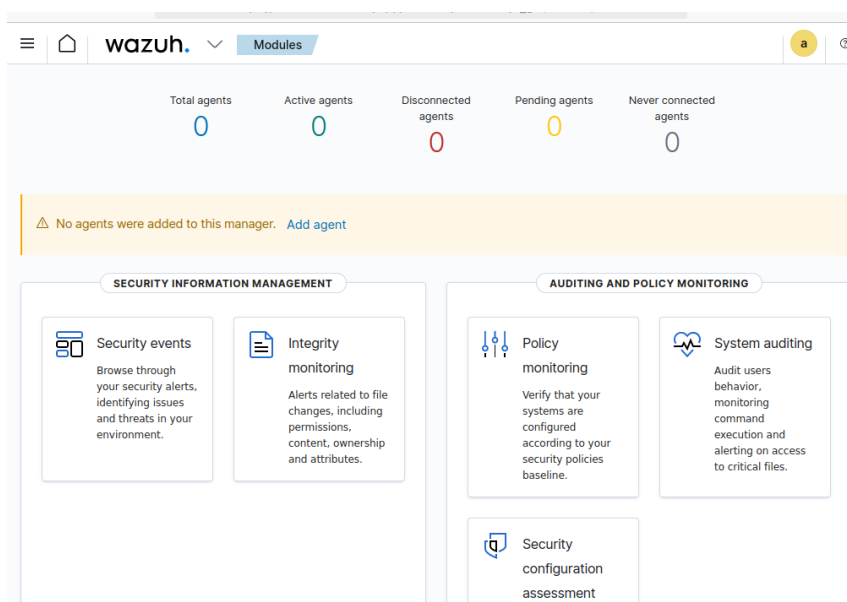 wazuh.
Modules
a
Total agents
0
Active agents
0
Disconnected
agents
0
Pending agents
0
Never connected
agents
0
No agents were added to this manager. Add agent
SECURITY INFORMATION MANAGEMENT
Security events
Browse through
your security alerts,
identifying issues
and threats in your
environment.
Integrity
monitoring
Alerts related to file
changes, including
permissions,
content, ownership
and attributes.
AUDITING AND POLICY MONITORING
Policy
monitoring
Verify that your
systems are
configured
according to your
security policies
baseline.
System auditing
Audit users
behavior,
monitoring
command
execution and
alerting on access
to critical files.
Security
configuration
assessment